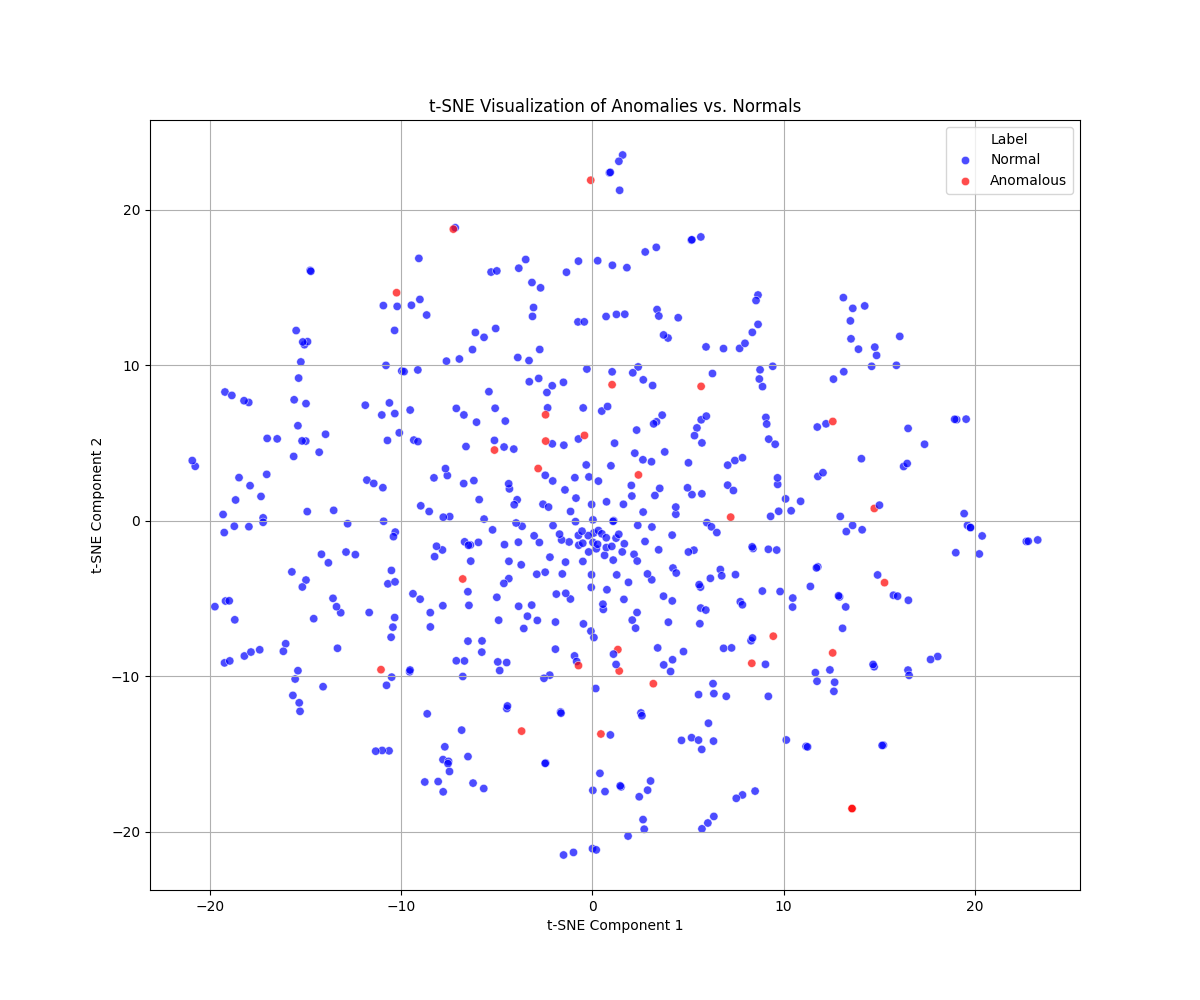 t-SNE Visualization of Anomalies vs. Normals
Label
Normal
Anomalous
20
10
0
−10
−20
t-SNE Component 2
−20
−10
0
10
20
t-SNE Component 1